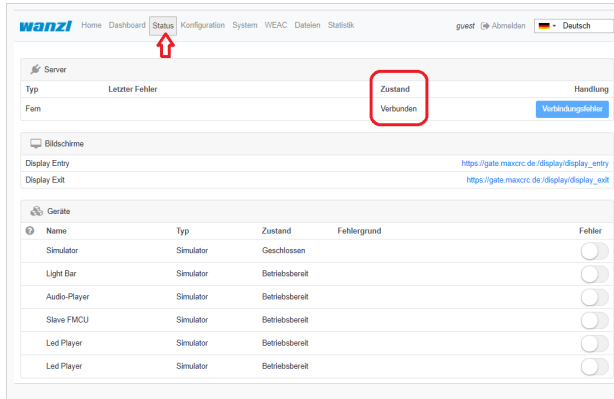 wanzl Home Dashboard Status Konfiguration System WEAC Dateien Statistik guest Abmelden Deutsch
Server
Typ Letzter Fehler Zustand Handlung
Fern Verbunden Verbindungsfehler
Bildschirme
Display Entry https://gate.maxcrc.de:/display/display_entry
Display Exit https://gate.maxcrc.de:/display/display_exit
Geräte
Name Typ Zustand Fehlergrund Fehler
Simulator Simulator Geschlossen
Light Bar Simulator Betriebsbereit
Audio-Player Simulator Betriebsbereit
Slave FMCU Simulator Betriebsbereit
Led Player Simulator Betriebsbereit
Led Player Simulator Betriebsbereit